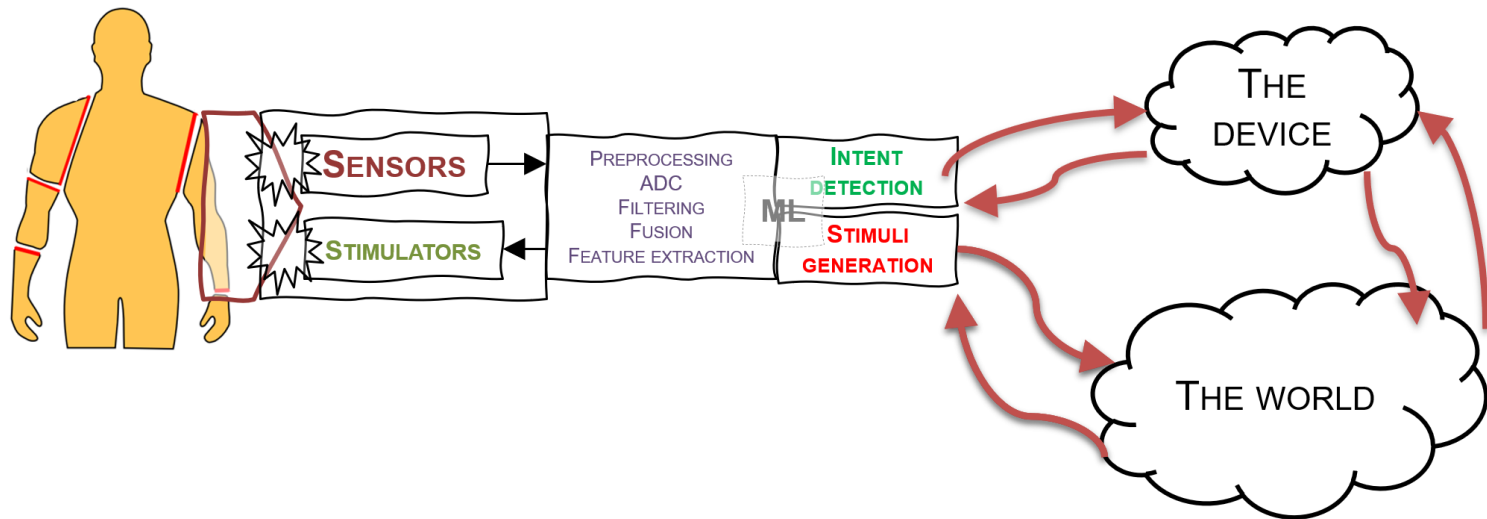 SENSORS
STIMULATORS
PREPROCESSING
ADC
FILTERING
FUSION
FEATURE EXTRACTION
ML
INTENT
DETECTION
STIMULI
GENERATION
THE
DEVICE
THE WORLD